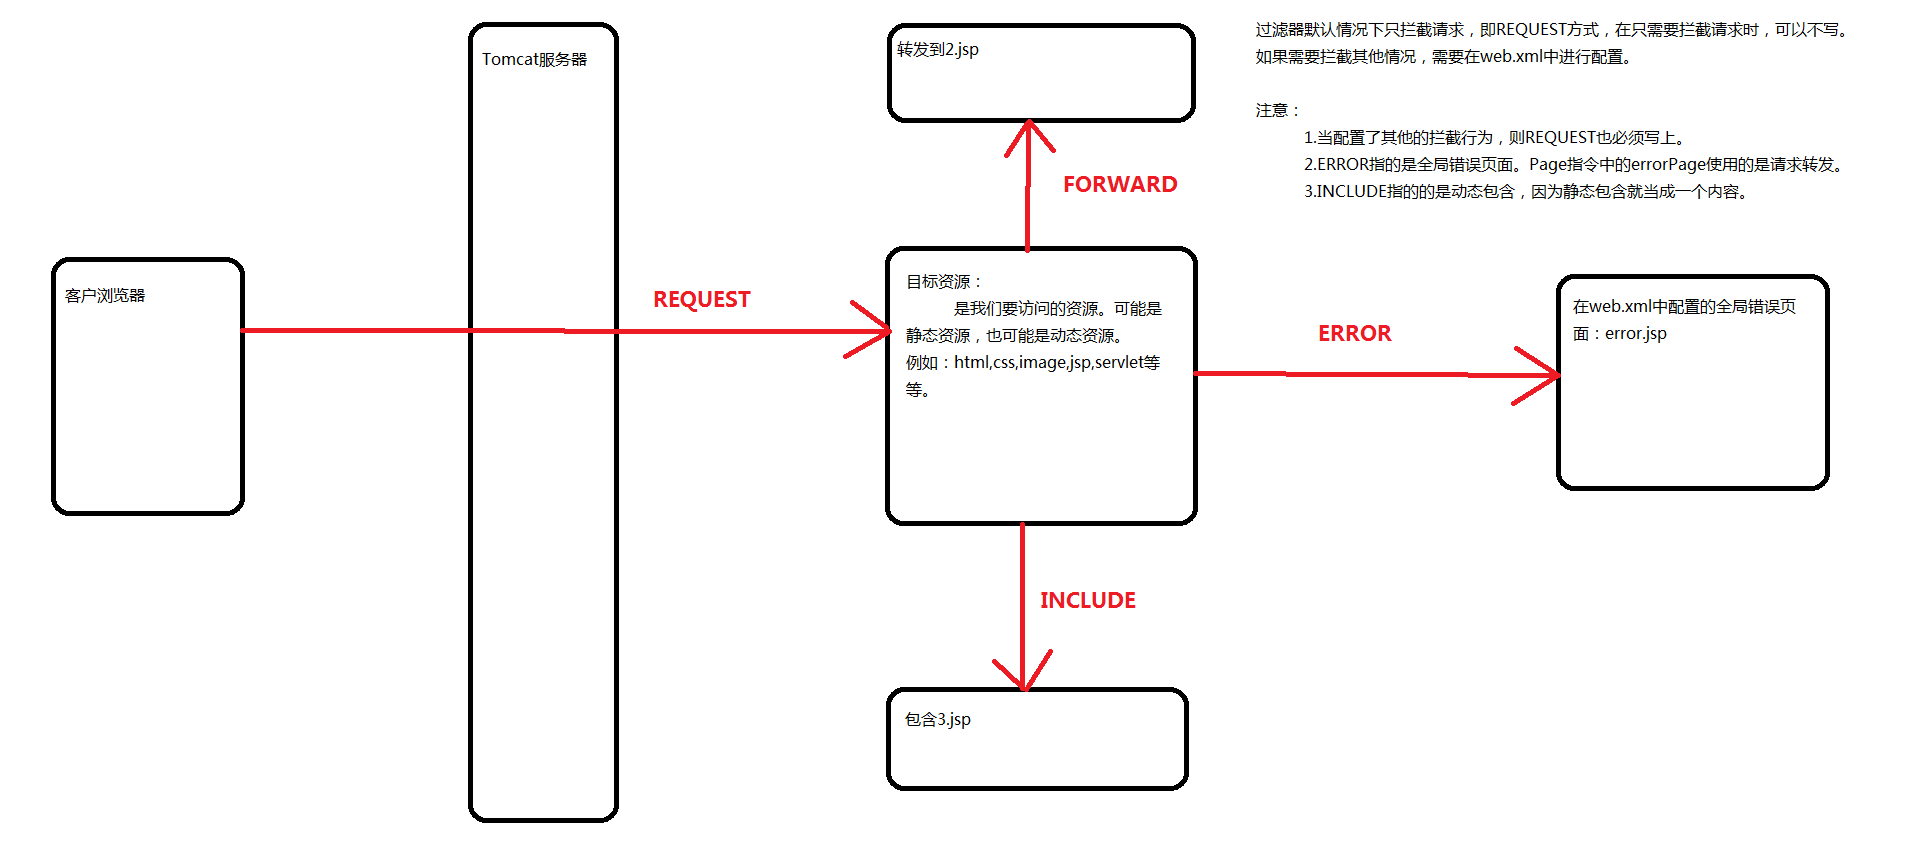 客户浏览器
Tomcat服务器
REQUEST
转发到2.jsp
FORWARD
目标资源：
是我们要访问的资源。可能是
静态资源，也可能是动态资源。
例如：html,css,image,jsp,servlet等
等。
INCLUDE
包含3.jsp
ERROR
在web.xml中配置的全局错误页
面：error.jsp
过滤器默认情况下只拦截请求，即REQUEST方式，在只需要拦截请求时，可以不写。
如果需要拦截其他情况，需要在web.xml中进行配置。
注意：
1.当配置了其他的拦截行为，则REQUEST也必须写上。
2.ERROR指的是全局错误页面。Page指令中的errorPage使用的是请求转发。
3.INCLUDE指的的是动态包含，因为静态包含就当成一个内容。